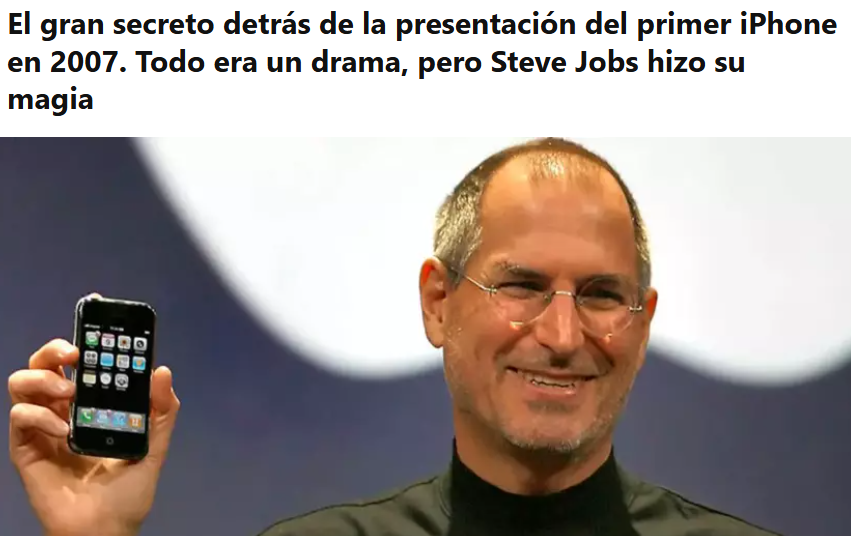 El gran secreto detrás de la presentación del primer iPhone
en 2007. Todo era un drama, pero Steve Jobs hizo su
magia